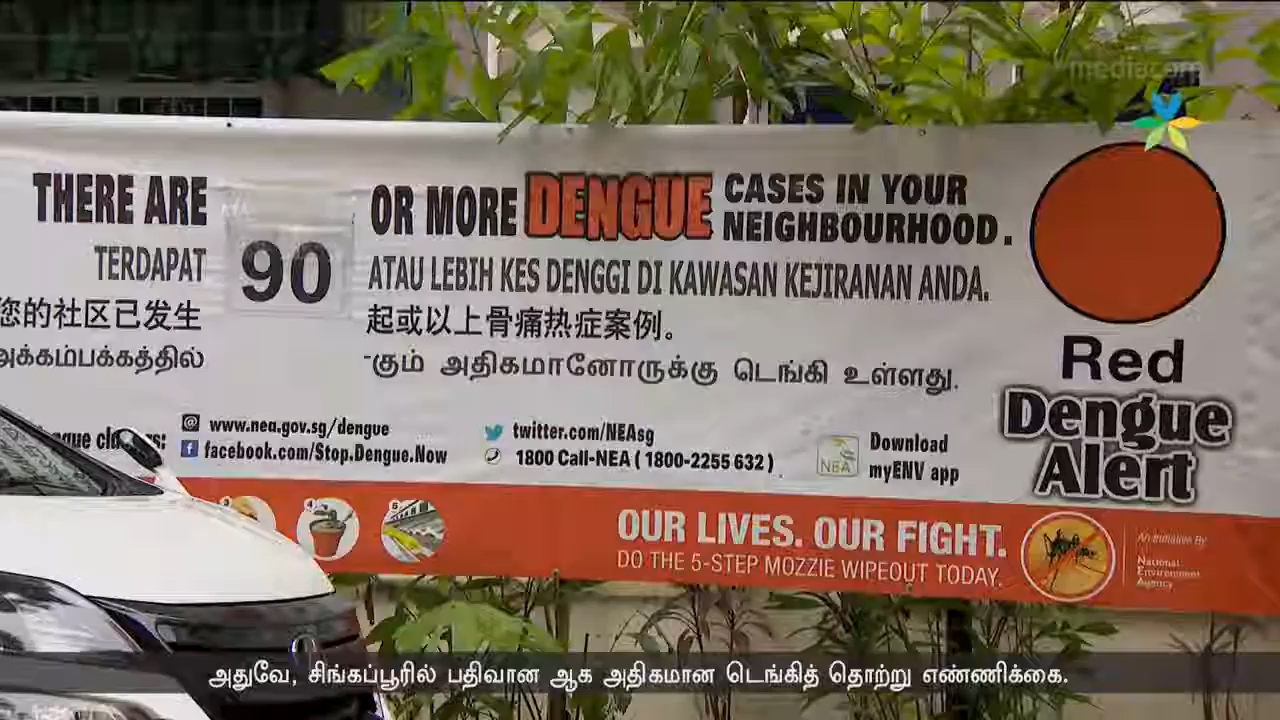 mediacorp
THERE ARE 90 OR MORE DENGUE CASES IN YOUR NEIGHBOURHOOD.
TERDAPAT ATAU LEBIH KES DENGGI DI KAWASAN KEJIRANAN ANDA.
您的社区已发生 起或以上骨痛热症案例。
அக்கம்பக்கத்தில் -கும் அதிகமானோருக்கு டெங்கி உள்ளது.
Red
Dengue
Alert
www.nea.gov.sg/dengue
facebook.com/Stop.Dengue.Now
twitter.com/NEAsg
1800 Call-NEA ( 1800-2255 632 )
NEA
Download
myENV app
OUR LIVES. OUR FIGHT.
DO THE 5-STEP MOZZIE WIPEOUT TODAY.
An Initiative By
National
Environment
Agency
அதுவே, சிங்கப்பூரில் பதிவான ஆக அதிகமான டெங்கித் தொற்று எண்ணிக்கை.